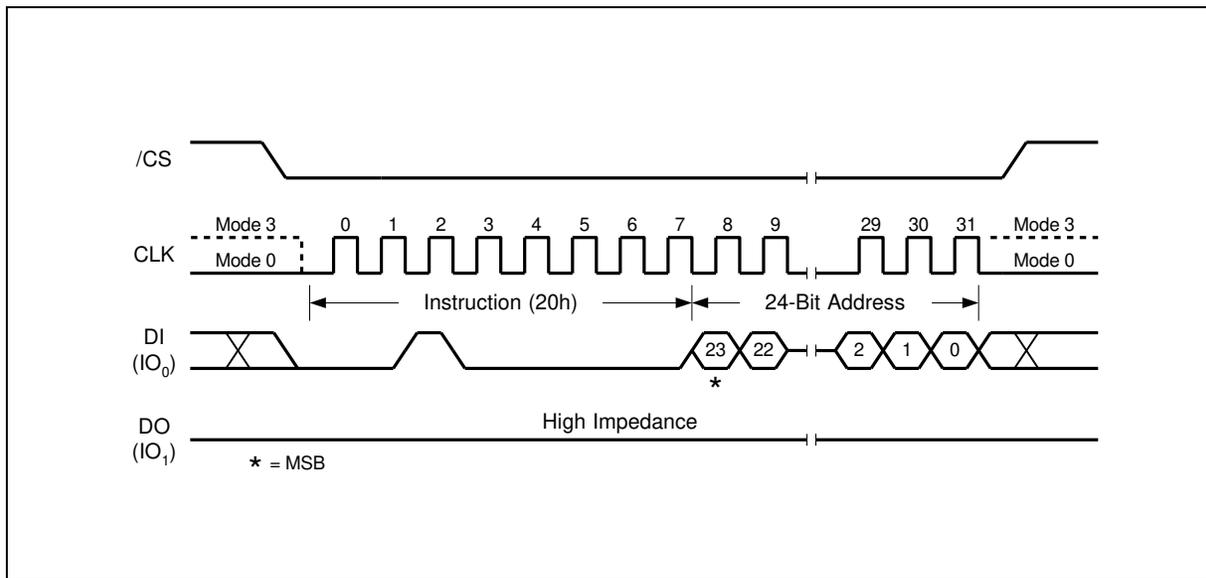 /CS
Mode 3 0 1 2 3 4 5 6 7 8 9 29 30 31 Mode 3
CLK Mode 0 Mode 0
Instruction (20h) 24-Bit Address
DI
(IO0) 23 22 2 1 0
*
High Impedance
DO
(IO1)
* = MSB